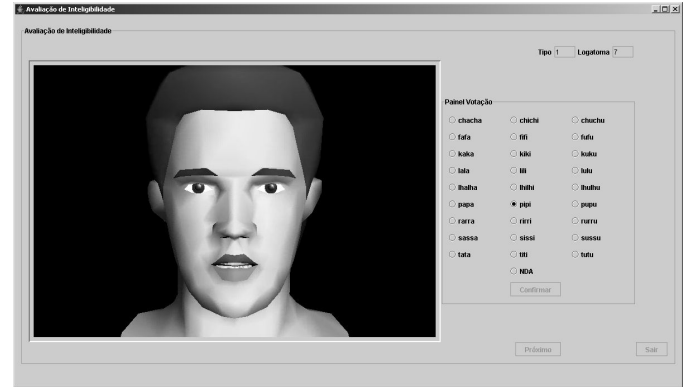 Avaliação de Inteligibilidade
Avaliação de Inteligibilidade
Tipo 1 Logatoma 7
Painel Votação
chacha chichi chuchu
fafa fifi fufu
kaka kiki kuku
lala lili lulu
lhalha lhilhi lhulhu
papa pipi pupu
rarra rirri rurru
sassa sissi sussu
tata titi tutu
NDA
Confirmar
Próximo Sair